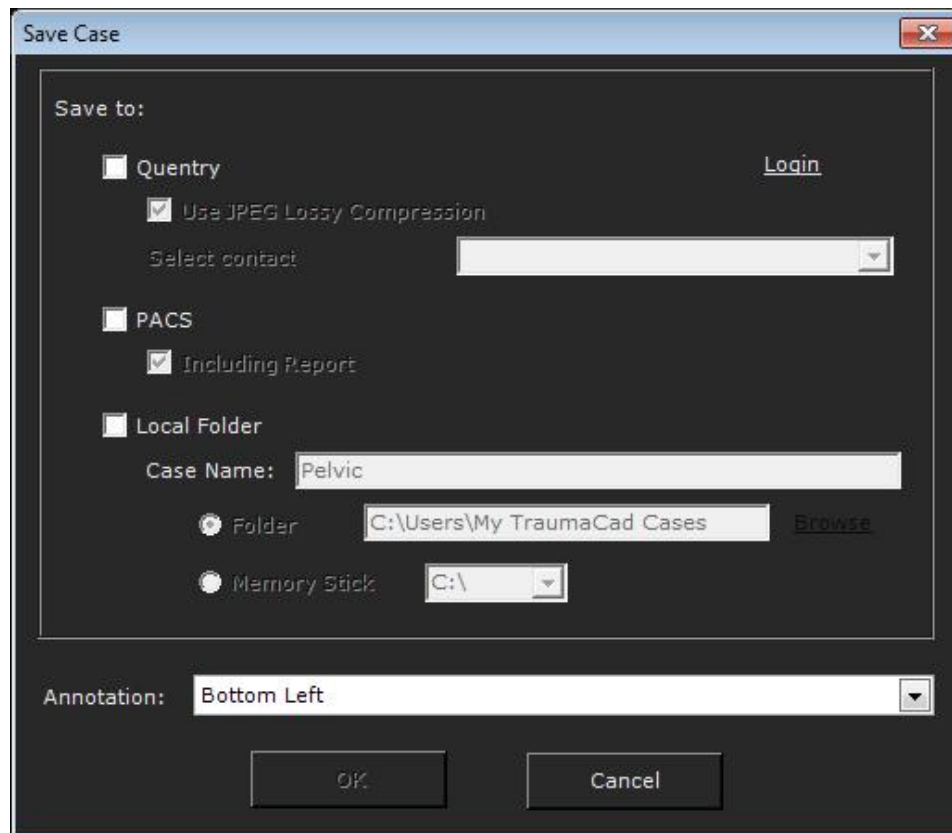 Save Case
Save to:
Quentry Login
Use JPEG Lossy Compression
Select contact
PACS
Including Report
Local Folder
Case Name: Pelvic
Folder C:\Users\My TraumaCad Cases Browse
Memory Stick C:\
Annotation: Bottom Left
OK Cancel